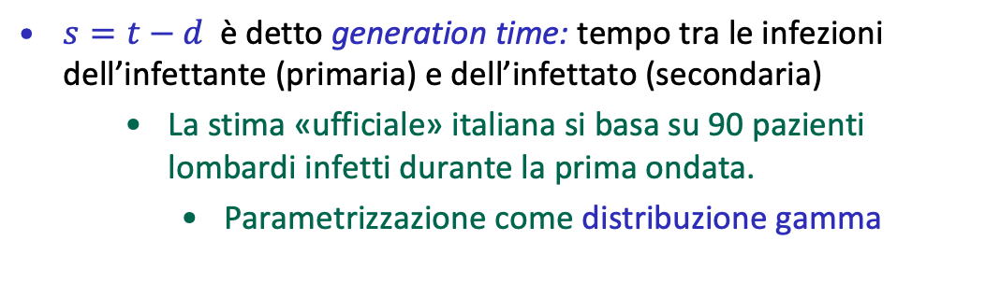 • s = t − d è detto generation time: tempo tra le infezioni
dell’infettante (primaria) e dell’infettato (secondaria)
• La stima «ufficiale» italiana si basa su 90 pazienti
lombardi infetti durante la prima ondata.
• Parametrizzazione come distribuzione gamma